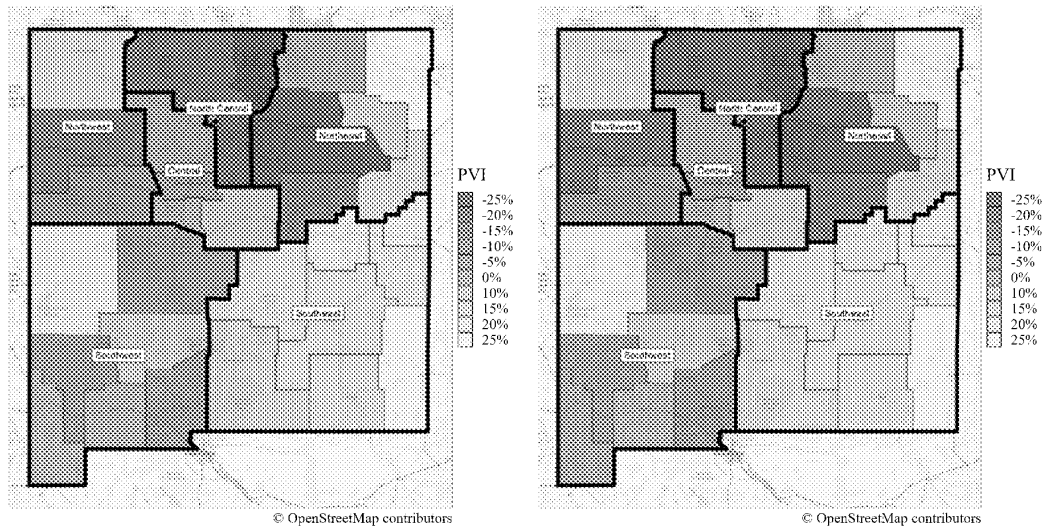 North Central
Northwest
Northeast
Central
Southeast
Southwest
PVI
-25%
-20%
-15%
-10%
-5%
0%
10%
15%
20%
25%
© OpenStreetMap contributors
North Central
Northwest
Northeast
Central
Southeast
Southwest
PVI
-25%
-20%
-15%
-10%
-5%
0%
10%
15%
20%
25%
© OpenStreetMap contributors